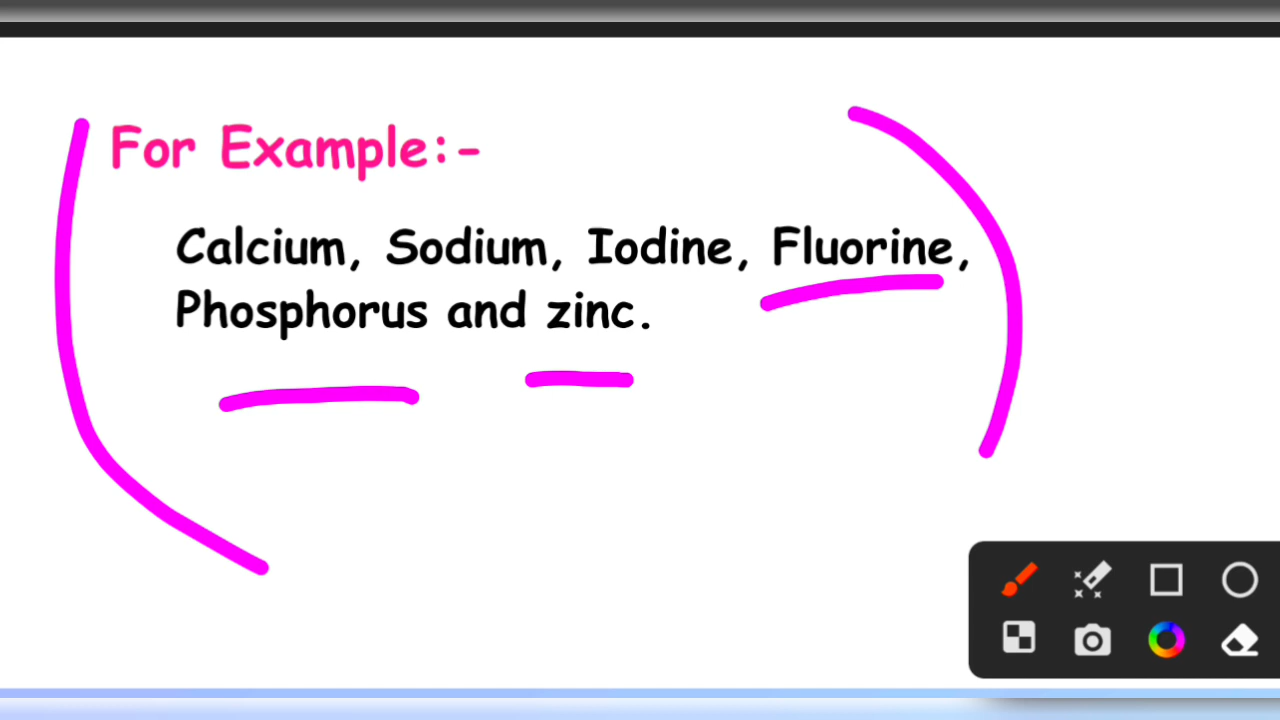 For Example:-
Calcium, Sodium, Iodine, Fluorine,
Phosphorus and zinc.